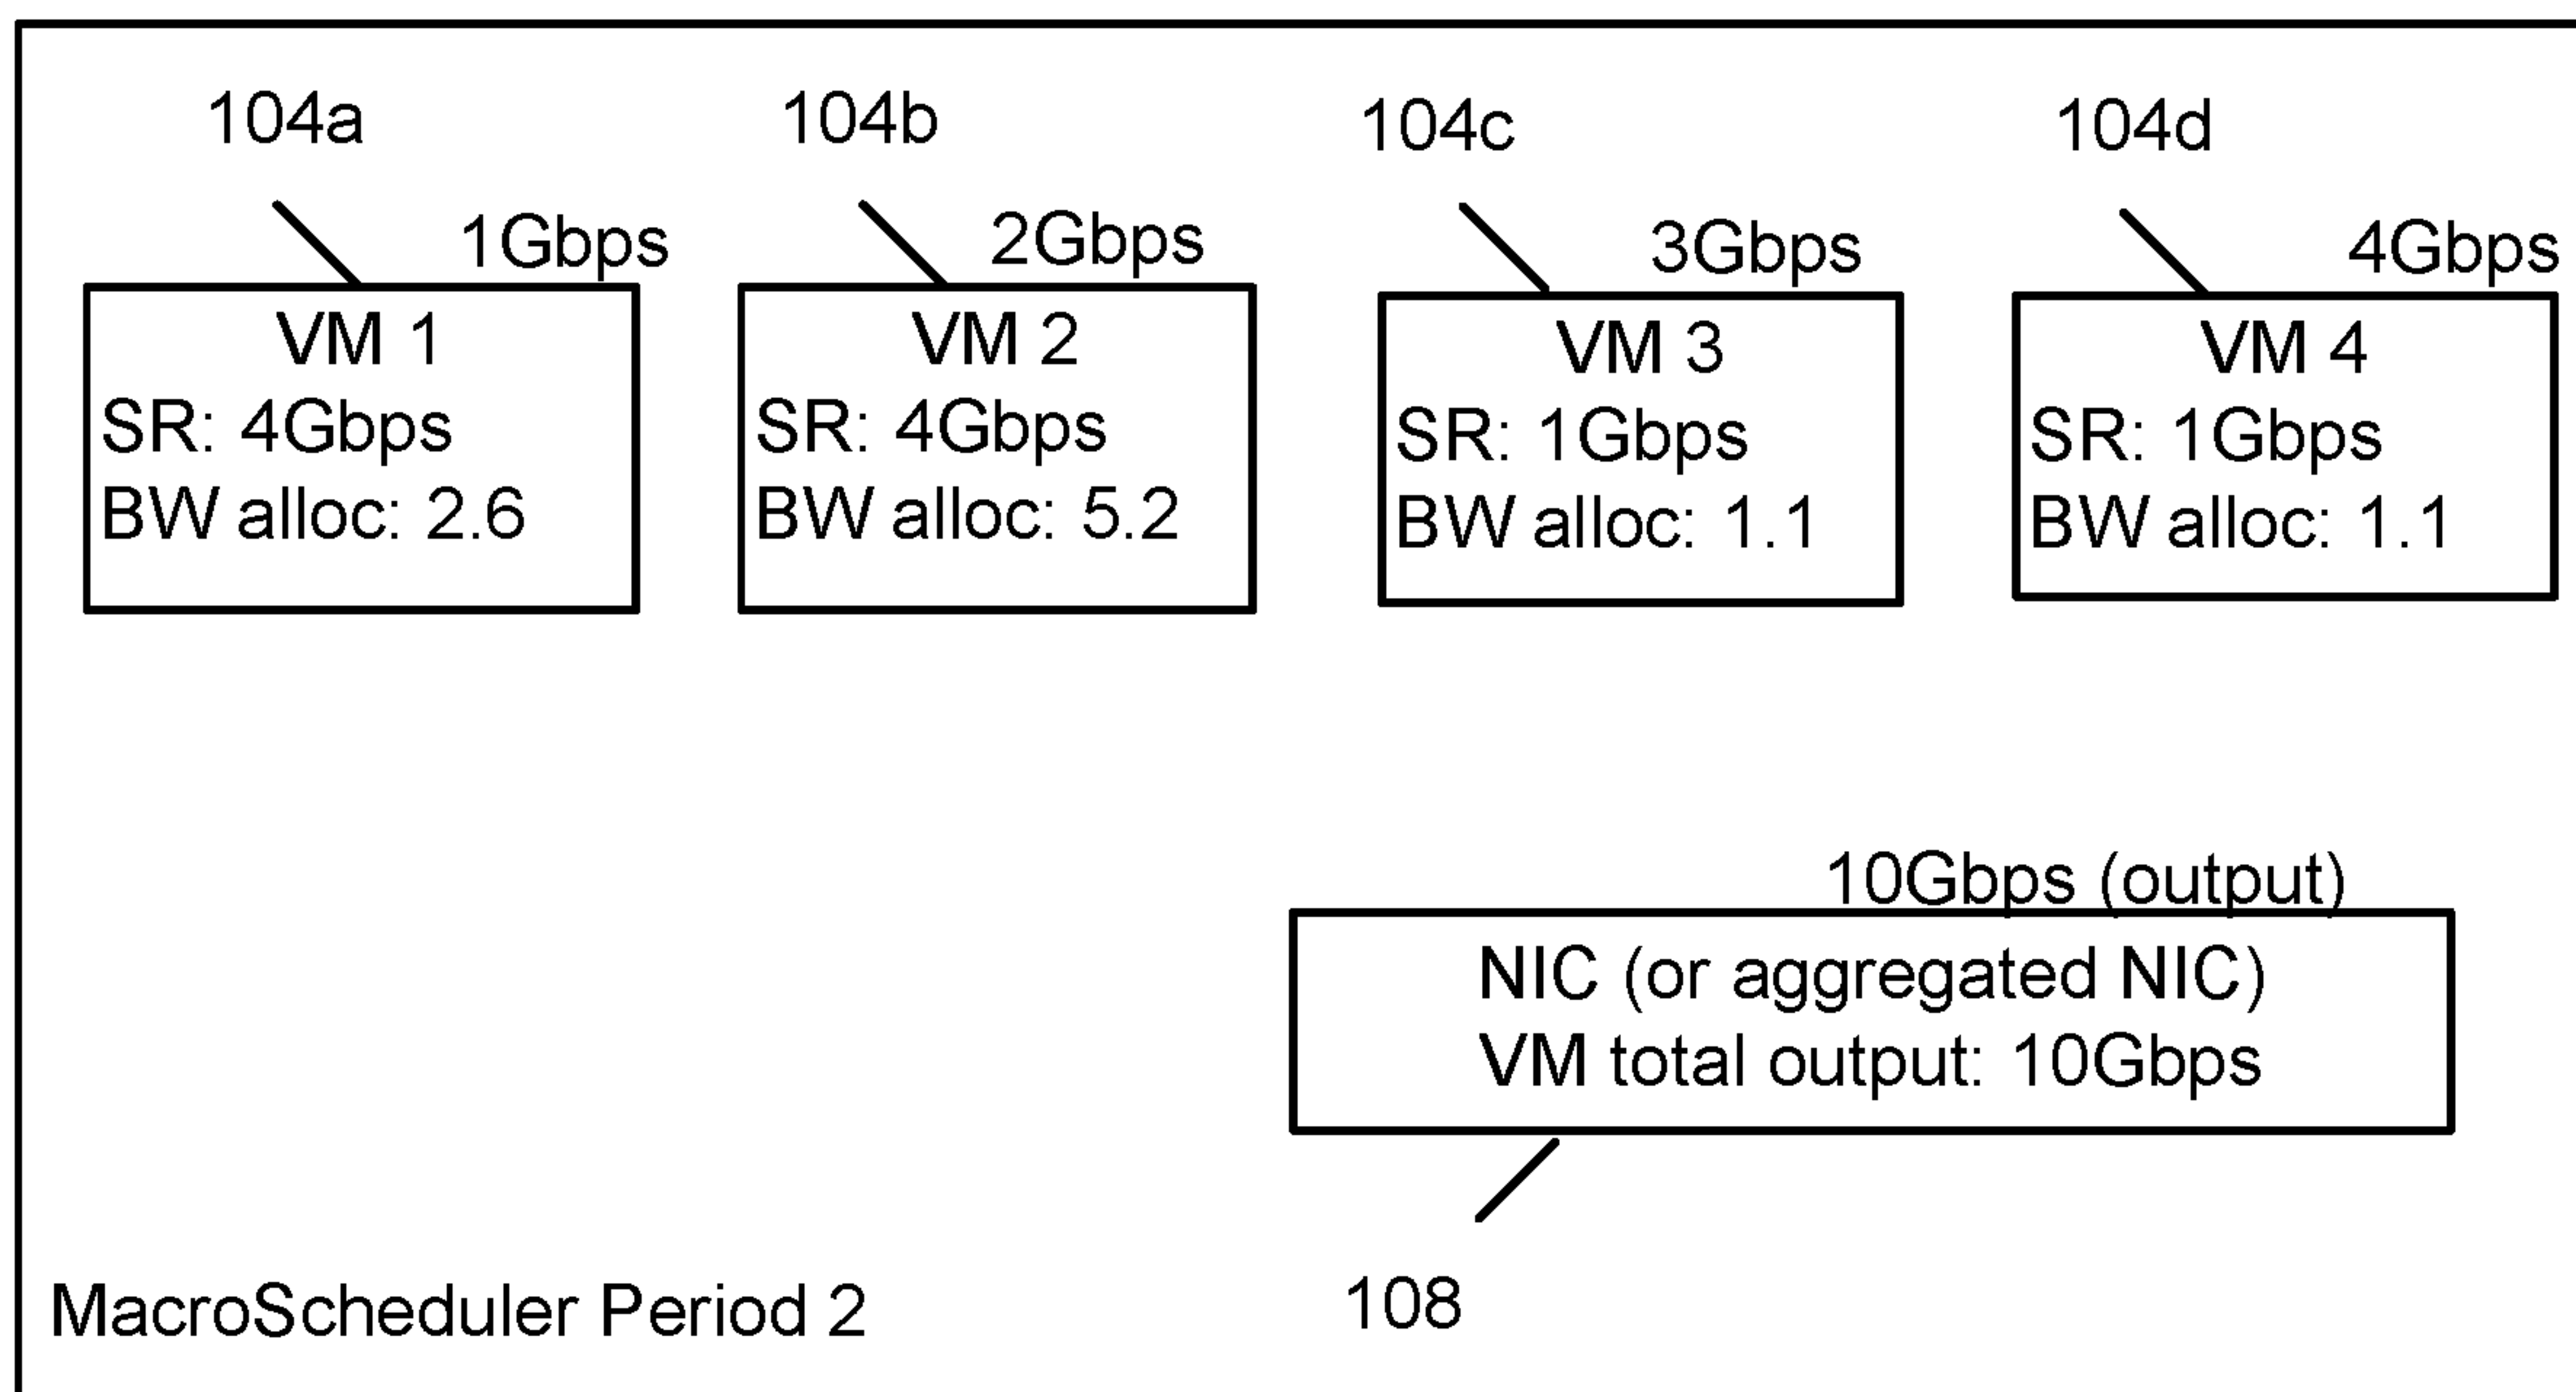 104a
104b
104c
104d
1Gbps
2Gbps
3Gbps
4Gbps
VM 1
SR: 4Gbps
BW alloc: 2.6
VM 2
SR: 4Gbps
BW alloc: 5.2
VM 3
SR: 1Gbps
BW alloc: 1.1
VM 4
SR: 1Gbps
BW alloc: 1.1
10Gbps (output)
NIC (or aggregated NIC)
VM total output: 10Gbps
108
MacroScheduler Period 2